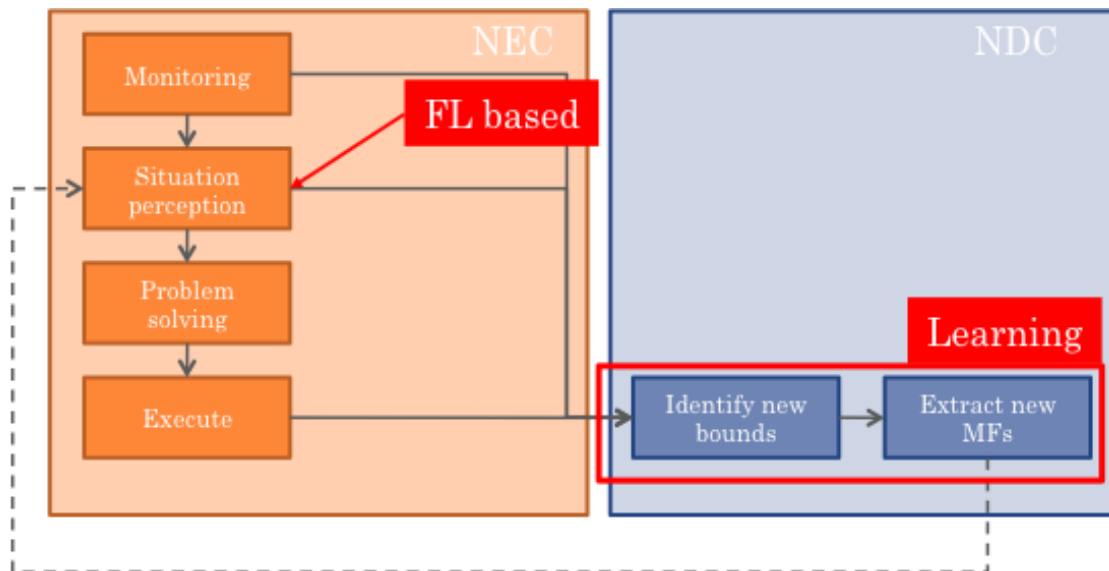 NEC
NDC
Monitoring
FL based
Situation
perception
Problem
solving
Learning
Execute
Identify new
bounds
Extract new
MFs